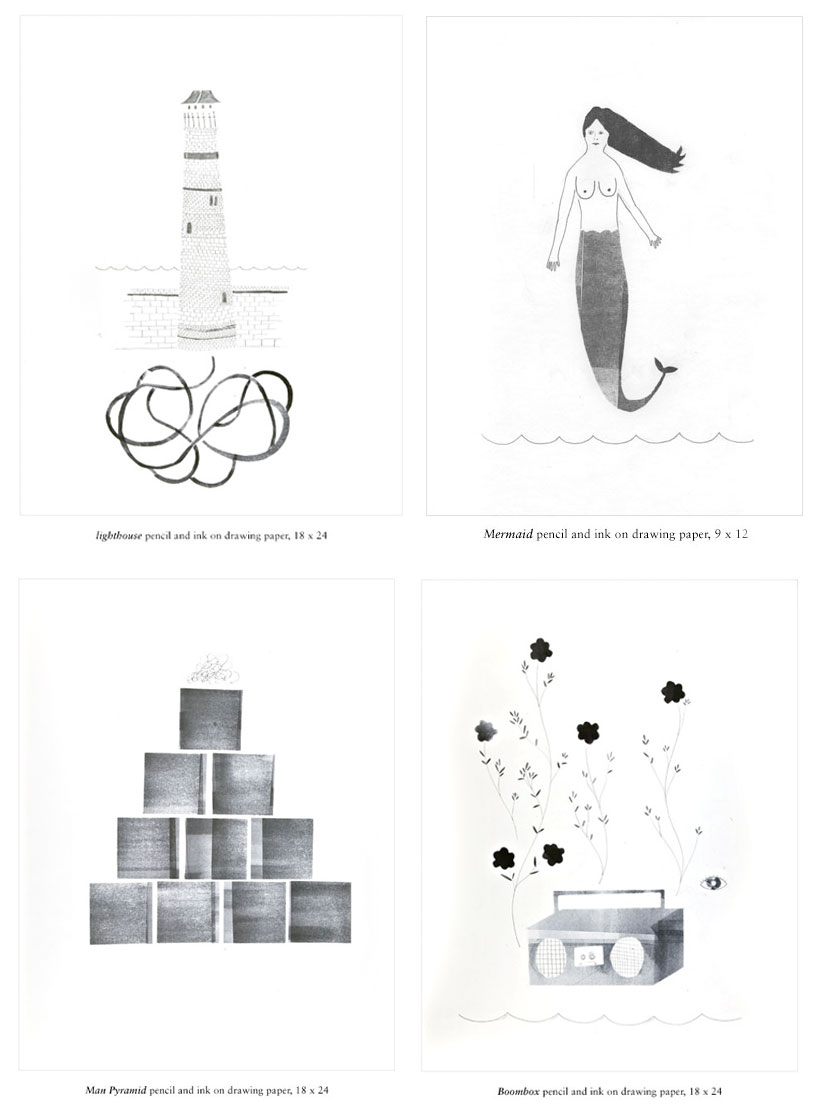 lighthouse pencil and ink on drawing paper, 18 x 24
Mermaid pencil and ink on drawing paper, 9 x 12
Man Pyramid pencil and ink on drawing paper, 18 x 24
Boombox pencil and ink on drawing paper, 18 x 24